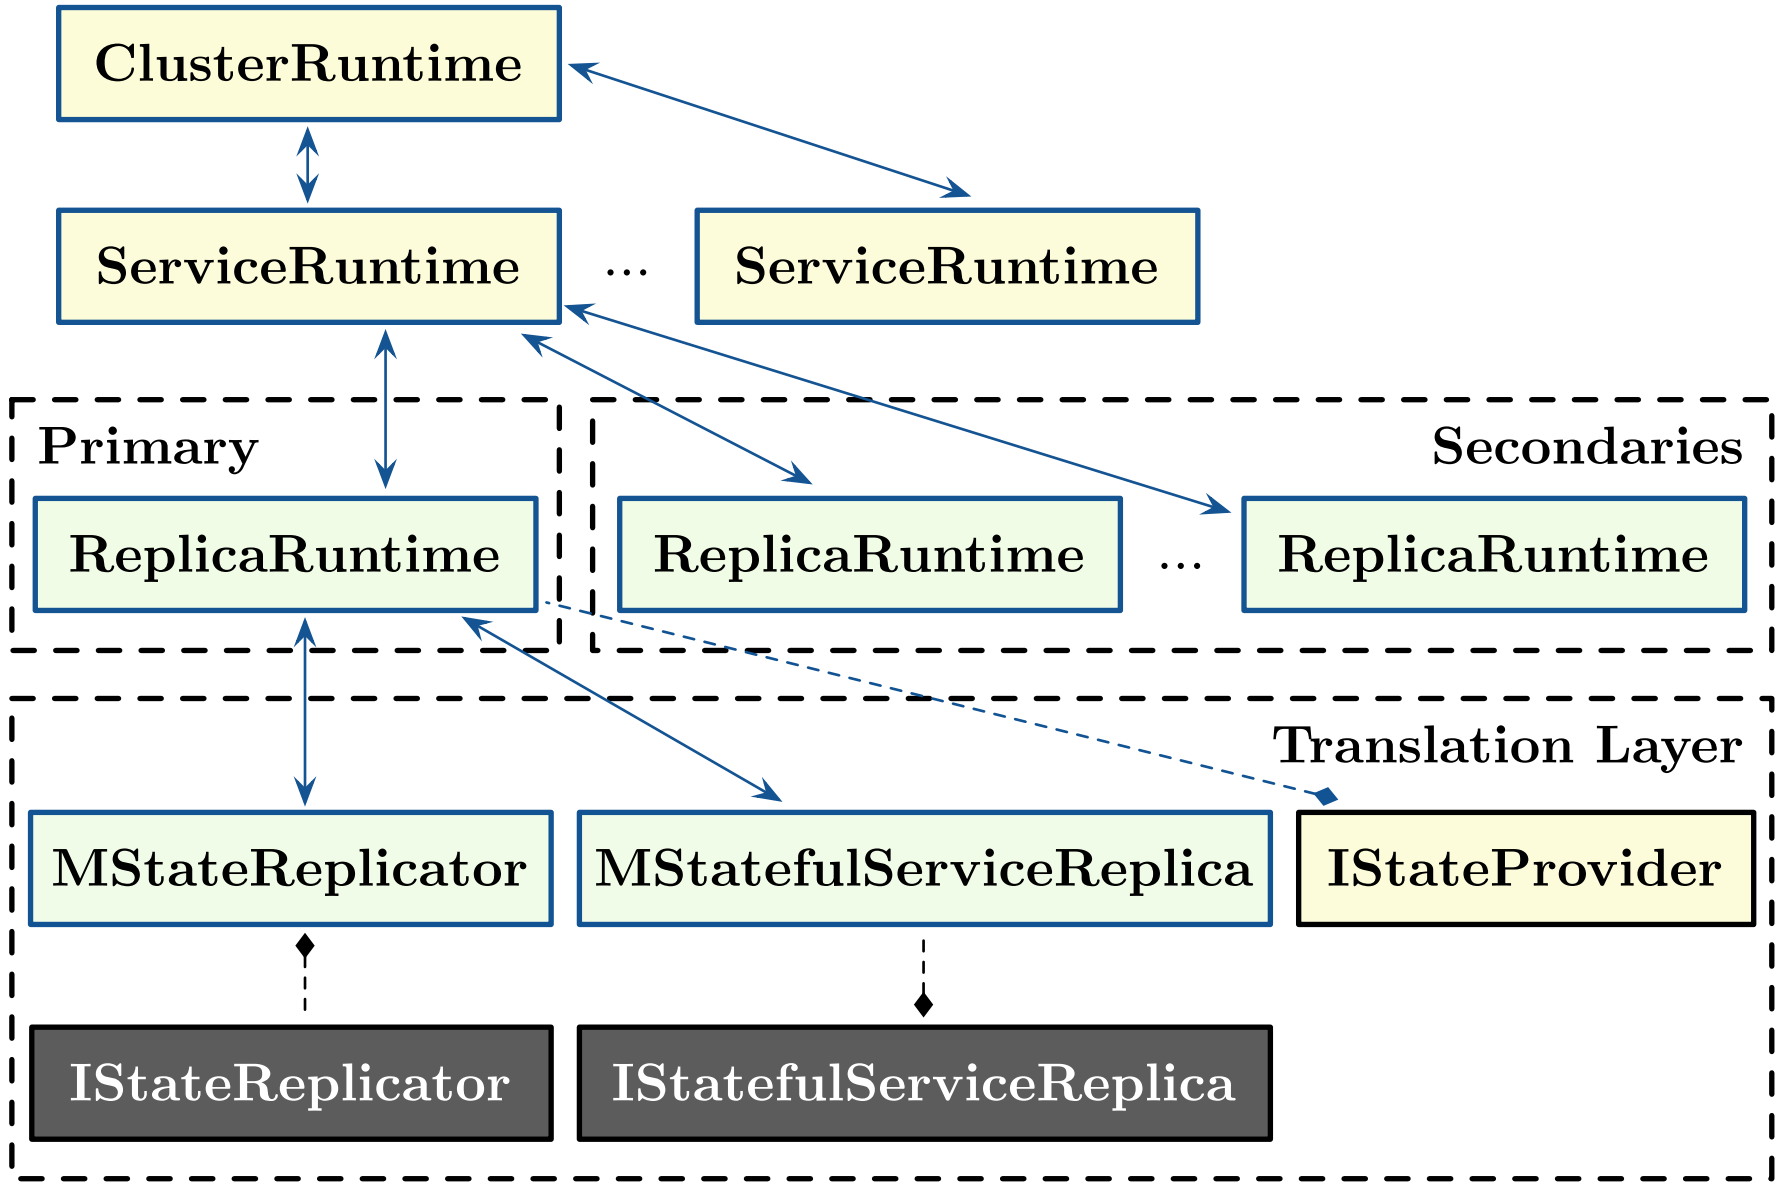 ClusterRuntime
ServiceRuntime ... ServiceRuntime
Primary
Secondaries
ReplicaRuntime
ReplicaRuntime ... ReplicaRuntime
Translation Layer
MStateReplicator
MStatefulServiceReplica
IStateProvider
IStateReplicator
IStatefulServiceReplica